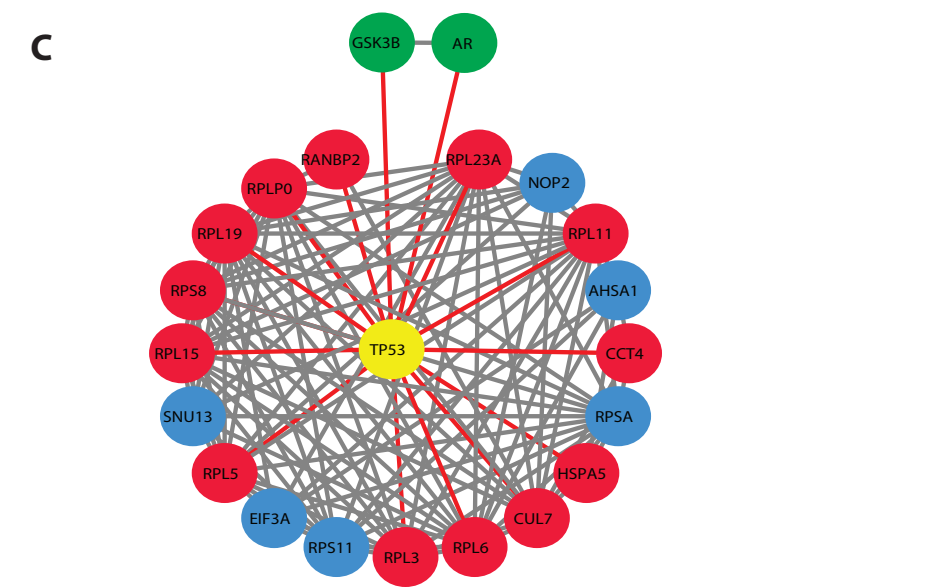 C
GSK3B
AR
RANBP2
RPL23A
RPLP0
NOP2
RPL19
RPL11
RPS8
AHSA1
TP53
RPL15
CCT4
SNU13
RPSA
RPL5
HSPA5
EIF3A
CUL7
RPS11
RPL3
RPL6